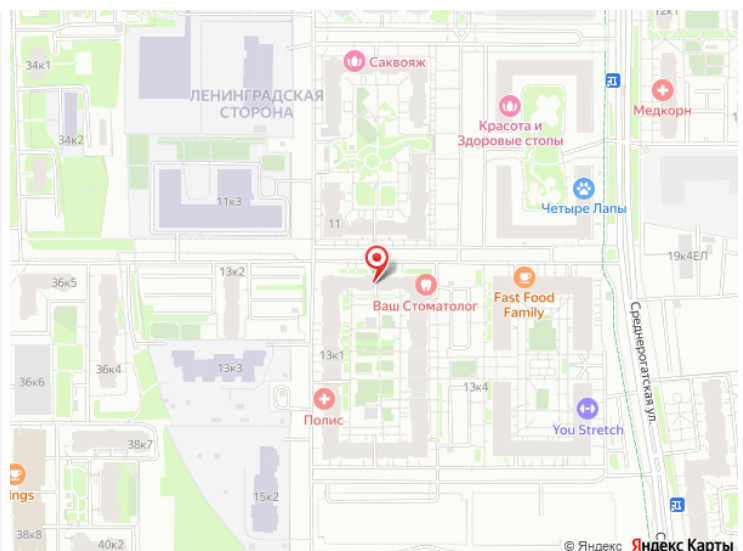 12к1
34к1
Саквояж
ЛЕНИНГРАДСКАЯ
СТОРОНА
Медкорн
Красота и
Здоровые стопы
34к2
11к3
Четыре Лапы
11
19к4ЕЛ
36к5
13к2
Ваш Стоматолог
Fast Food
Family
Среднерогатская ул.
13к1
13к3
36к4
36к6
13к4
Полис
You Stretch
38к7
ings
15к2
38к8
40к2
С
© Яндекс Яндекс Карты